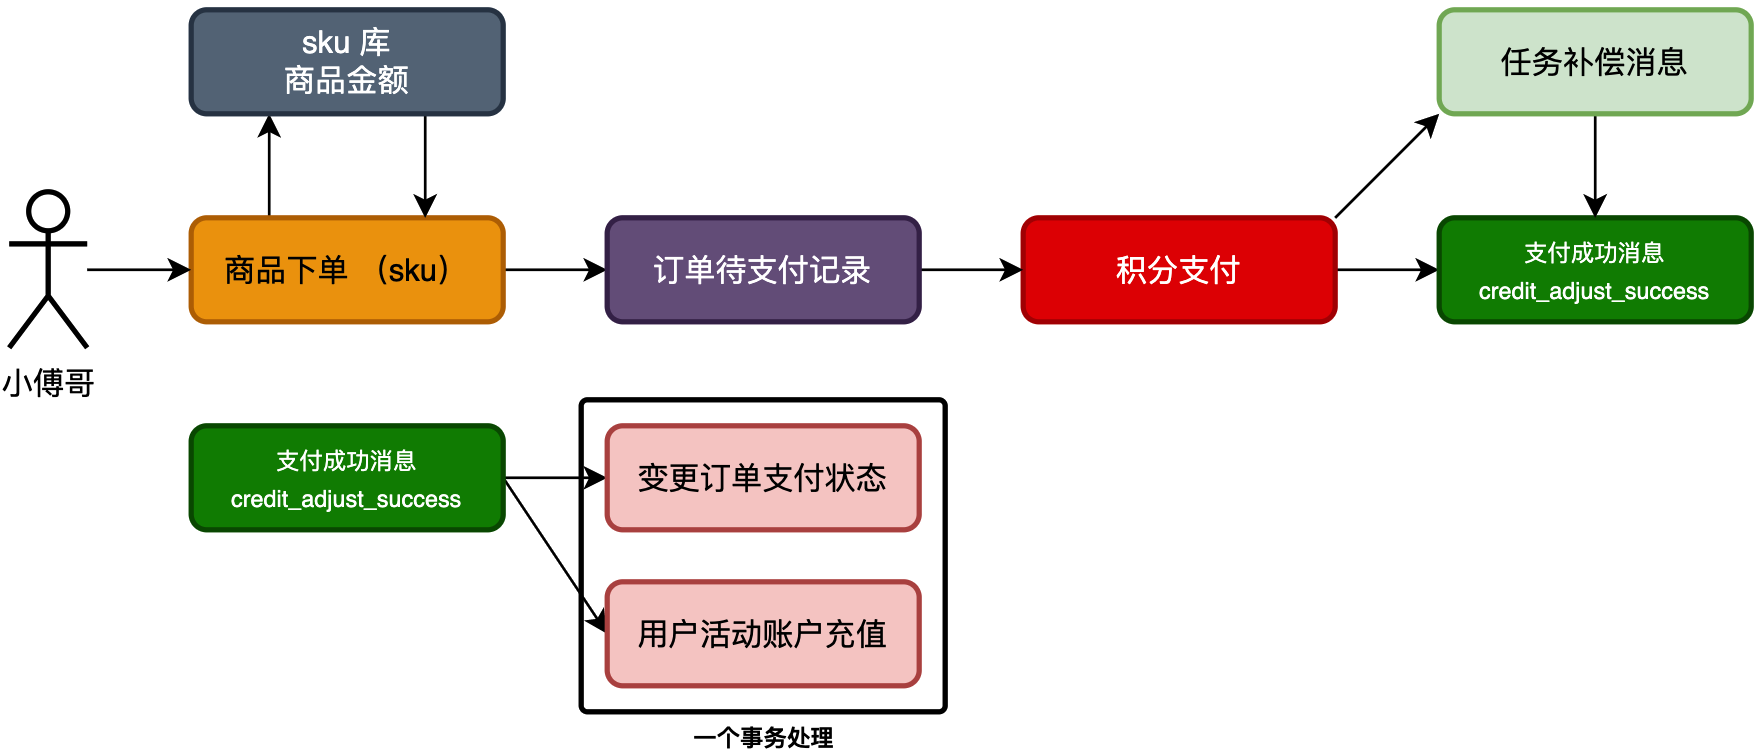 sku 库
商品金额
任务补偿消息
商品下单 （sku）
订单待支付记录
积分支付
支付成功消息
credit_adjust_success
小傅哥
支付成功消息
credit_adjust_success
变更订单支付状态
用户活动账户充值
一个事务处理